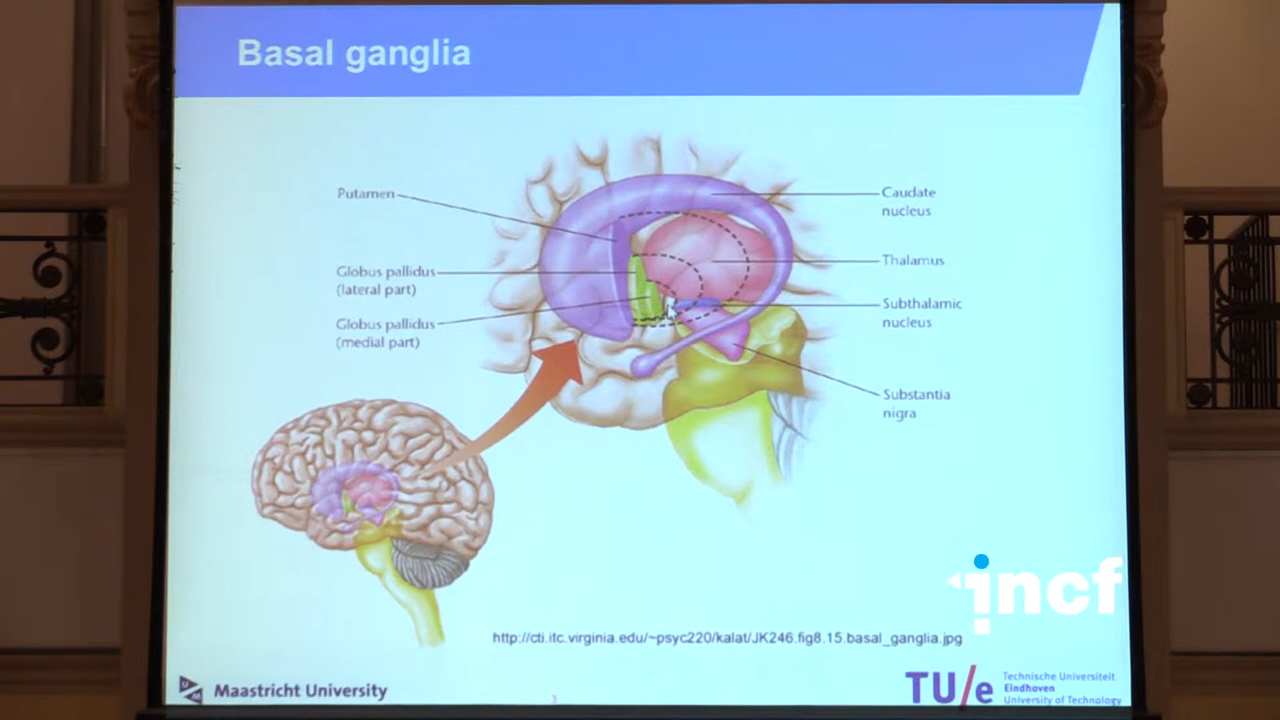 Basal ganglia
Putamen
Caudate
nucleus
Globus pallidus
(lateral part)
Thalamus
Globus pallidus
(medial part)
Subthalamic
nucleus
Substantia
nigra
incf
http://cti.itc.virginia.edu/~psyc220/kalat/JK246.fig8.15.basal_ganglia.jpg
UM Maastricht University
3
TU/e
Technische Universiteit
Eindhoven
University of Technology